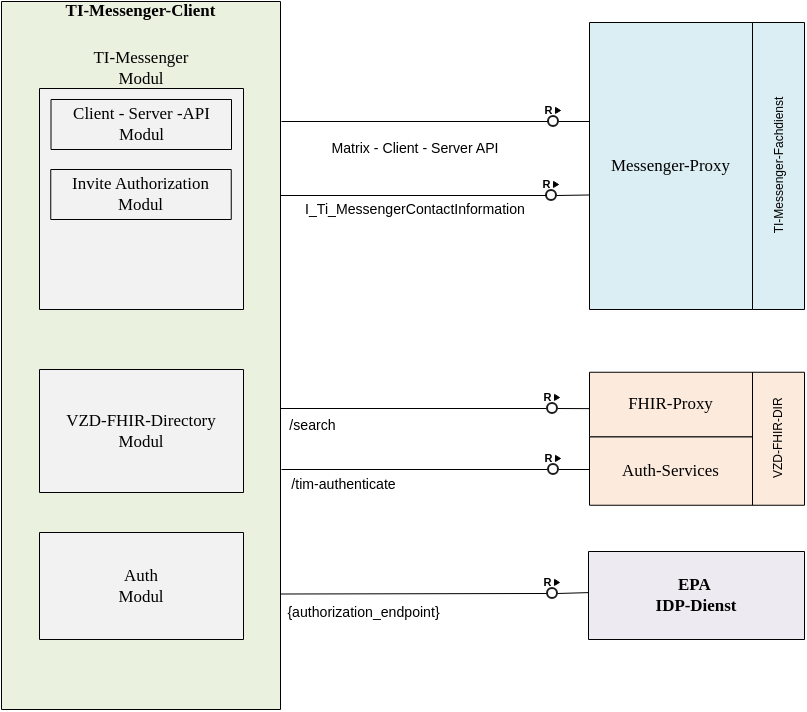 TI-Messenger-Client
TI-Messenger
Modul
Client - Server -API
Modul
Invite Authorization
Modul
VZD-FHIR-Directory
Modul
Auth
Modul
R
Matrix - Client - Server API
R
I_Ti_MessengerContactInformation
R
/search
R
/tim-authenticate
R
{authorization_endpoint}
Messenger-Proxy
TI-Messenger-Fachdienst
FHIR-Proxy
Auth-Services
VZD-FHIR-DIR
EPA
IDP-Dienst